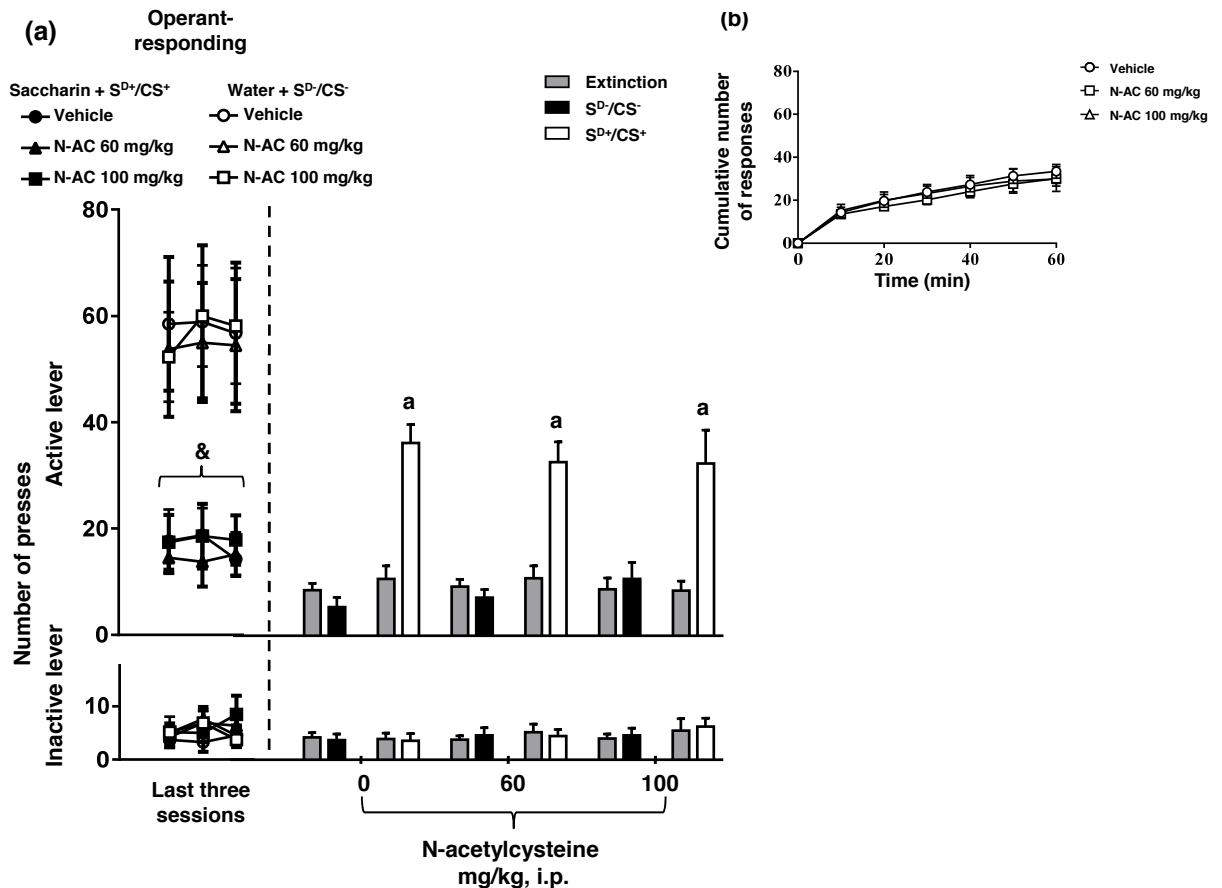 (a)
Operant-
responding
Saccharin + S^D+/CS^+
Vehicle
N-AC 60 mg/kg
N-AC 100 mg/kg
Water + S^D-/CS^-
Vehicle
N-AC 60 mg/kg
N-AC 100 mg/kg
Extinction
S^D-/CS^-
S^D+/CS^+
Number of presses
Active lever
80
60
40
20
0
&
a
a
a
Inactive lever
10
0
Last three
sessions
0
60
100
N-acetylcysteine
mg/kg, i.p.
(b)
Cumulative number
of responses
80
60
40
20
0
0
20
40
60
Time (min)
Vehicle
N-AC 60 mg/kg
N-AC 100 mg/kg